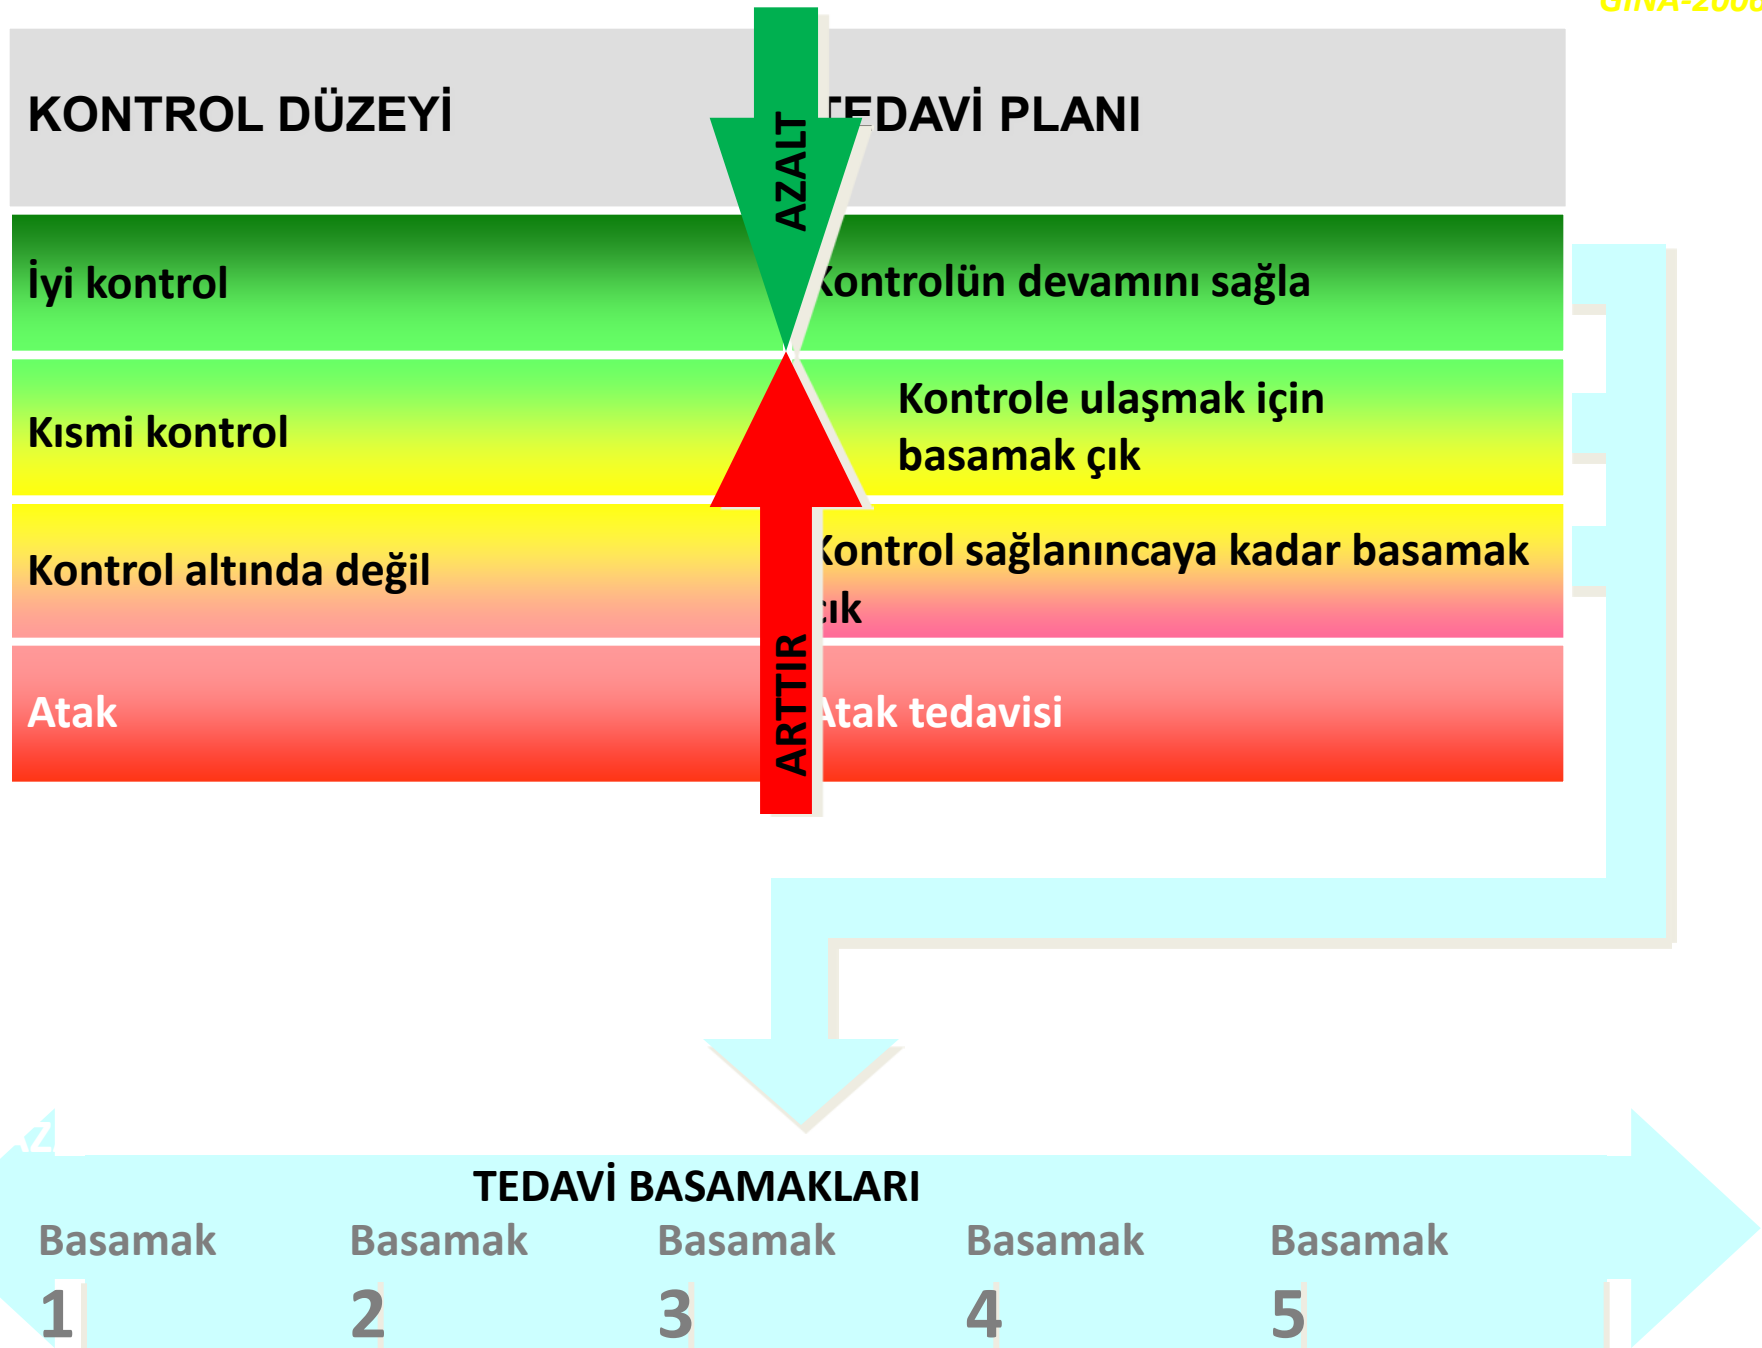 GINA-2006
KONTROL DÜZEYİ
TEDAVİ PLANI
AZALT
İyi kontrol
Kontrolün devamını sağla
Kısmi kontrol
Kontrole ulaşmak için
basamak çık
Kontrol altında değil
Kontrol sağlanıncaya kadar basamak
çık
Atak
Atak tedavisi
ARTTIR
TEDAVİ BASAMAKLARI
Basamak
1
Basamak
2
Basamak
3
Basamak
4
Basamak
5